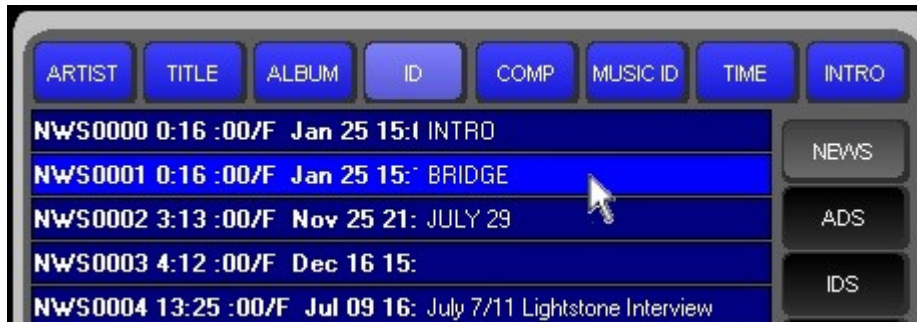 ARTIST TITLE ALBUM ID COMP MUSIC ID TIME INTRO
NWS0000 0:16 :00/F Jan 25 15: INTRO
NEWS
NWS0001 0:16 :00/F Jan 25 15: BRIDGE
NWS0002 3:13 :00/F Nov 25 21: JULY 29
ADS
NWS0003 4:12 :00/F Dec 16 15:
IDS
NWS0004 13:25 :00/F Jul 09 16: July 7/11 Lightstone Interview